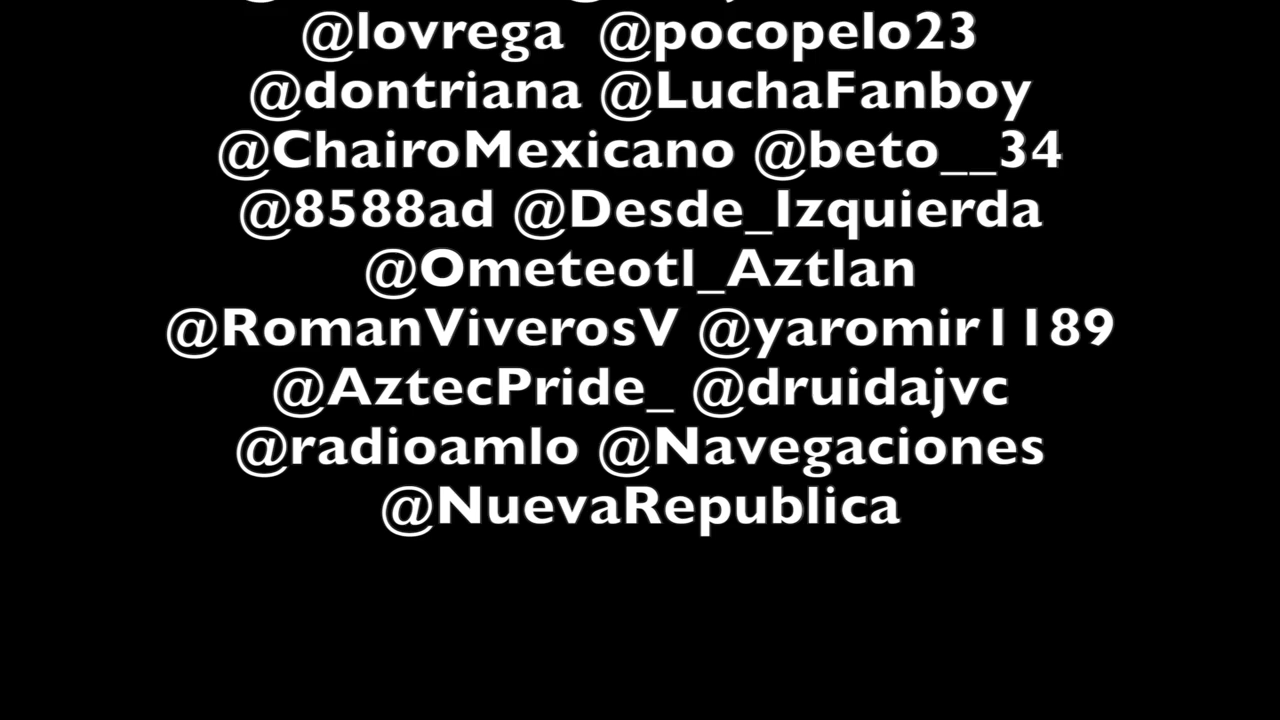 @lovrega @pocopelo23
@dontriana @LuchaFanboy
@ChairoMexicano @beto__34
@8588ad @Desde_Izquierda
@Ometeotl_Aztlan
@RomanViverosV @yaromir1189
@AztecPride_ @druidajvc
@radioamlo @Navegaciones
@NuevaRepublica